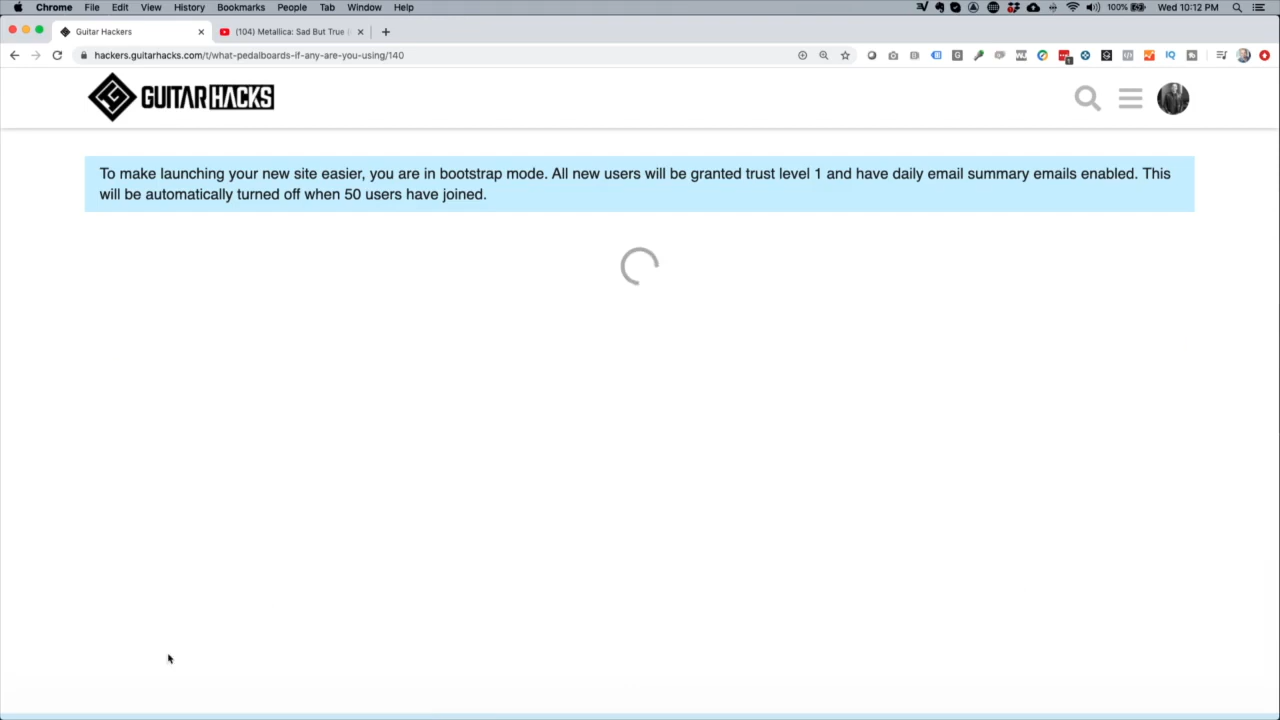 Chrome File Edit View History Bookmarks People Tab Window Help 100% Wed 10:12 PM
Guitar Hackers (104) Metallica: Sad But True
hackers.guitarhacks.com/t/what-pedalboards-if-any-are-you-using/140
GUITAR HACKS
To make launching your new site easier, you are in bootstrap mode. All new users will be granted trust level 1 and have daily email summary emails enabled. This
will be automatically turned off when 50 users have joined.